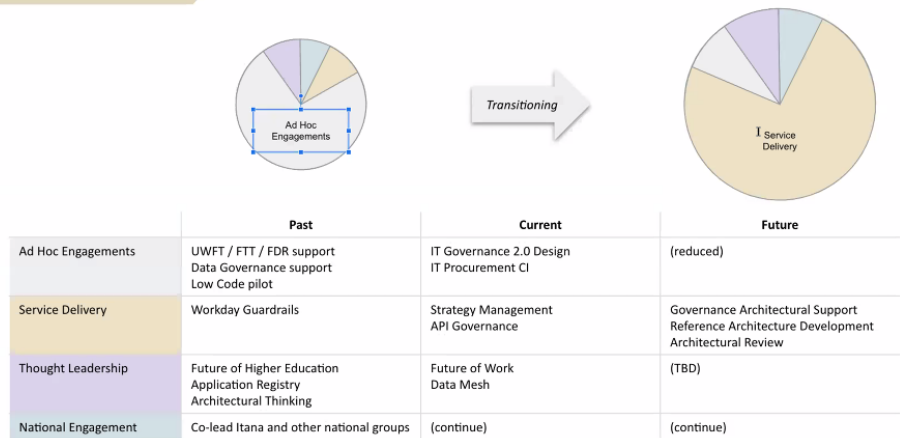 Ad Hoc
Engagements
Transitioning
Service
Delivery
Past Current Future
Ad Hoc Engagements
UWFT / FTT / FDR support
Data Governance support
Low Code pilot
IT Governance 2.0 Design
IT Procurement CI
(reduced)
Service Delivery
Workday Guardrails
Strategy Management
API Governance
Governance Architectural Support
Reference Architecture Development
Architectural Review
Thought Leadership
Future of Higher Education
Application Registry
Architectural Thinking
Future of Work
Data Mesh
(TBD)
National Engagement
Co-lead Itana and other national groups
(continue)
(continue)